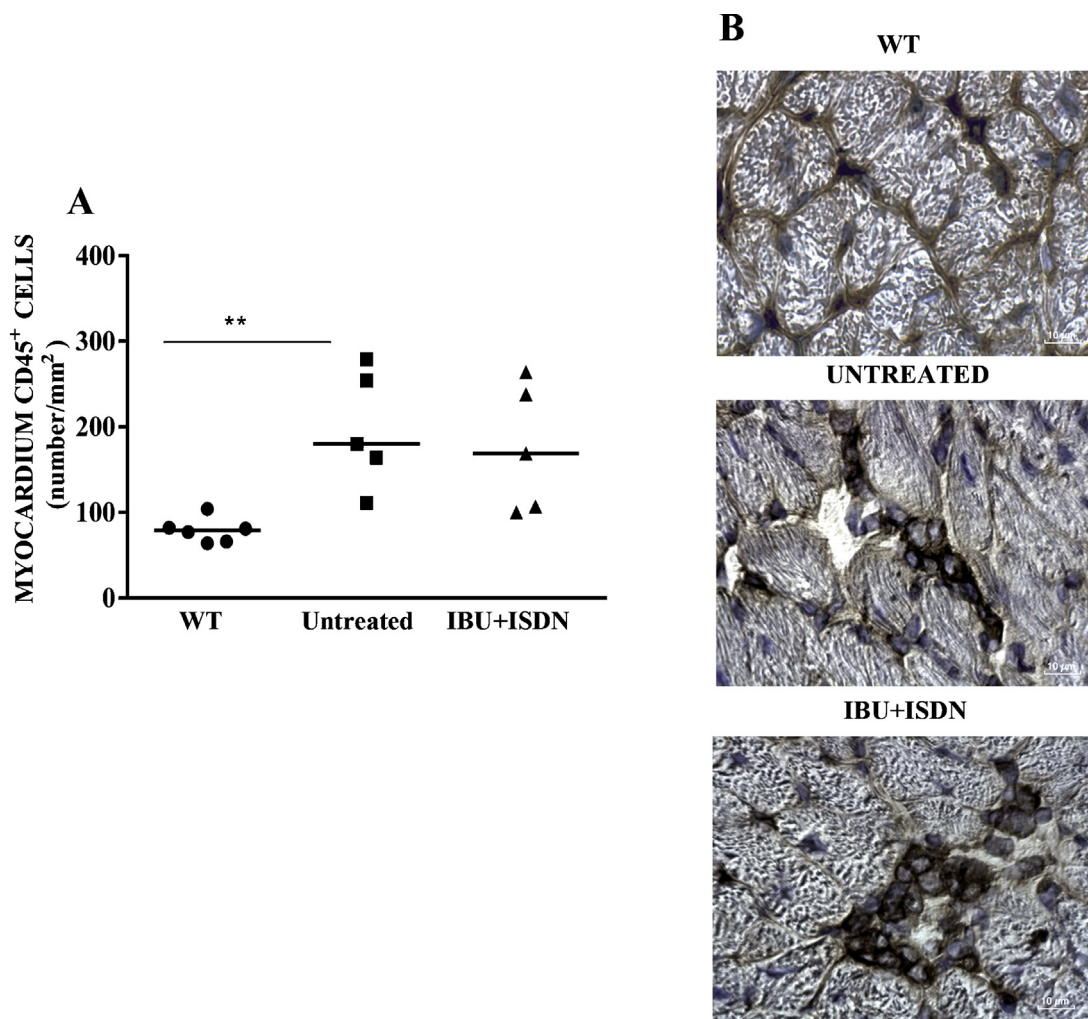 A
MYOCARDIUM CD45⁺ CELLS
(number/mm²)
400
300
200
100
0
**
WT
Untreated
IBU+ISDN
B
WT
10 µm
UNTREATED
10 µm
IBU+ISDN
10 µm